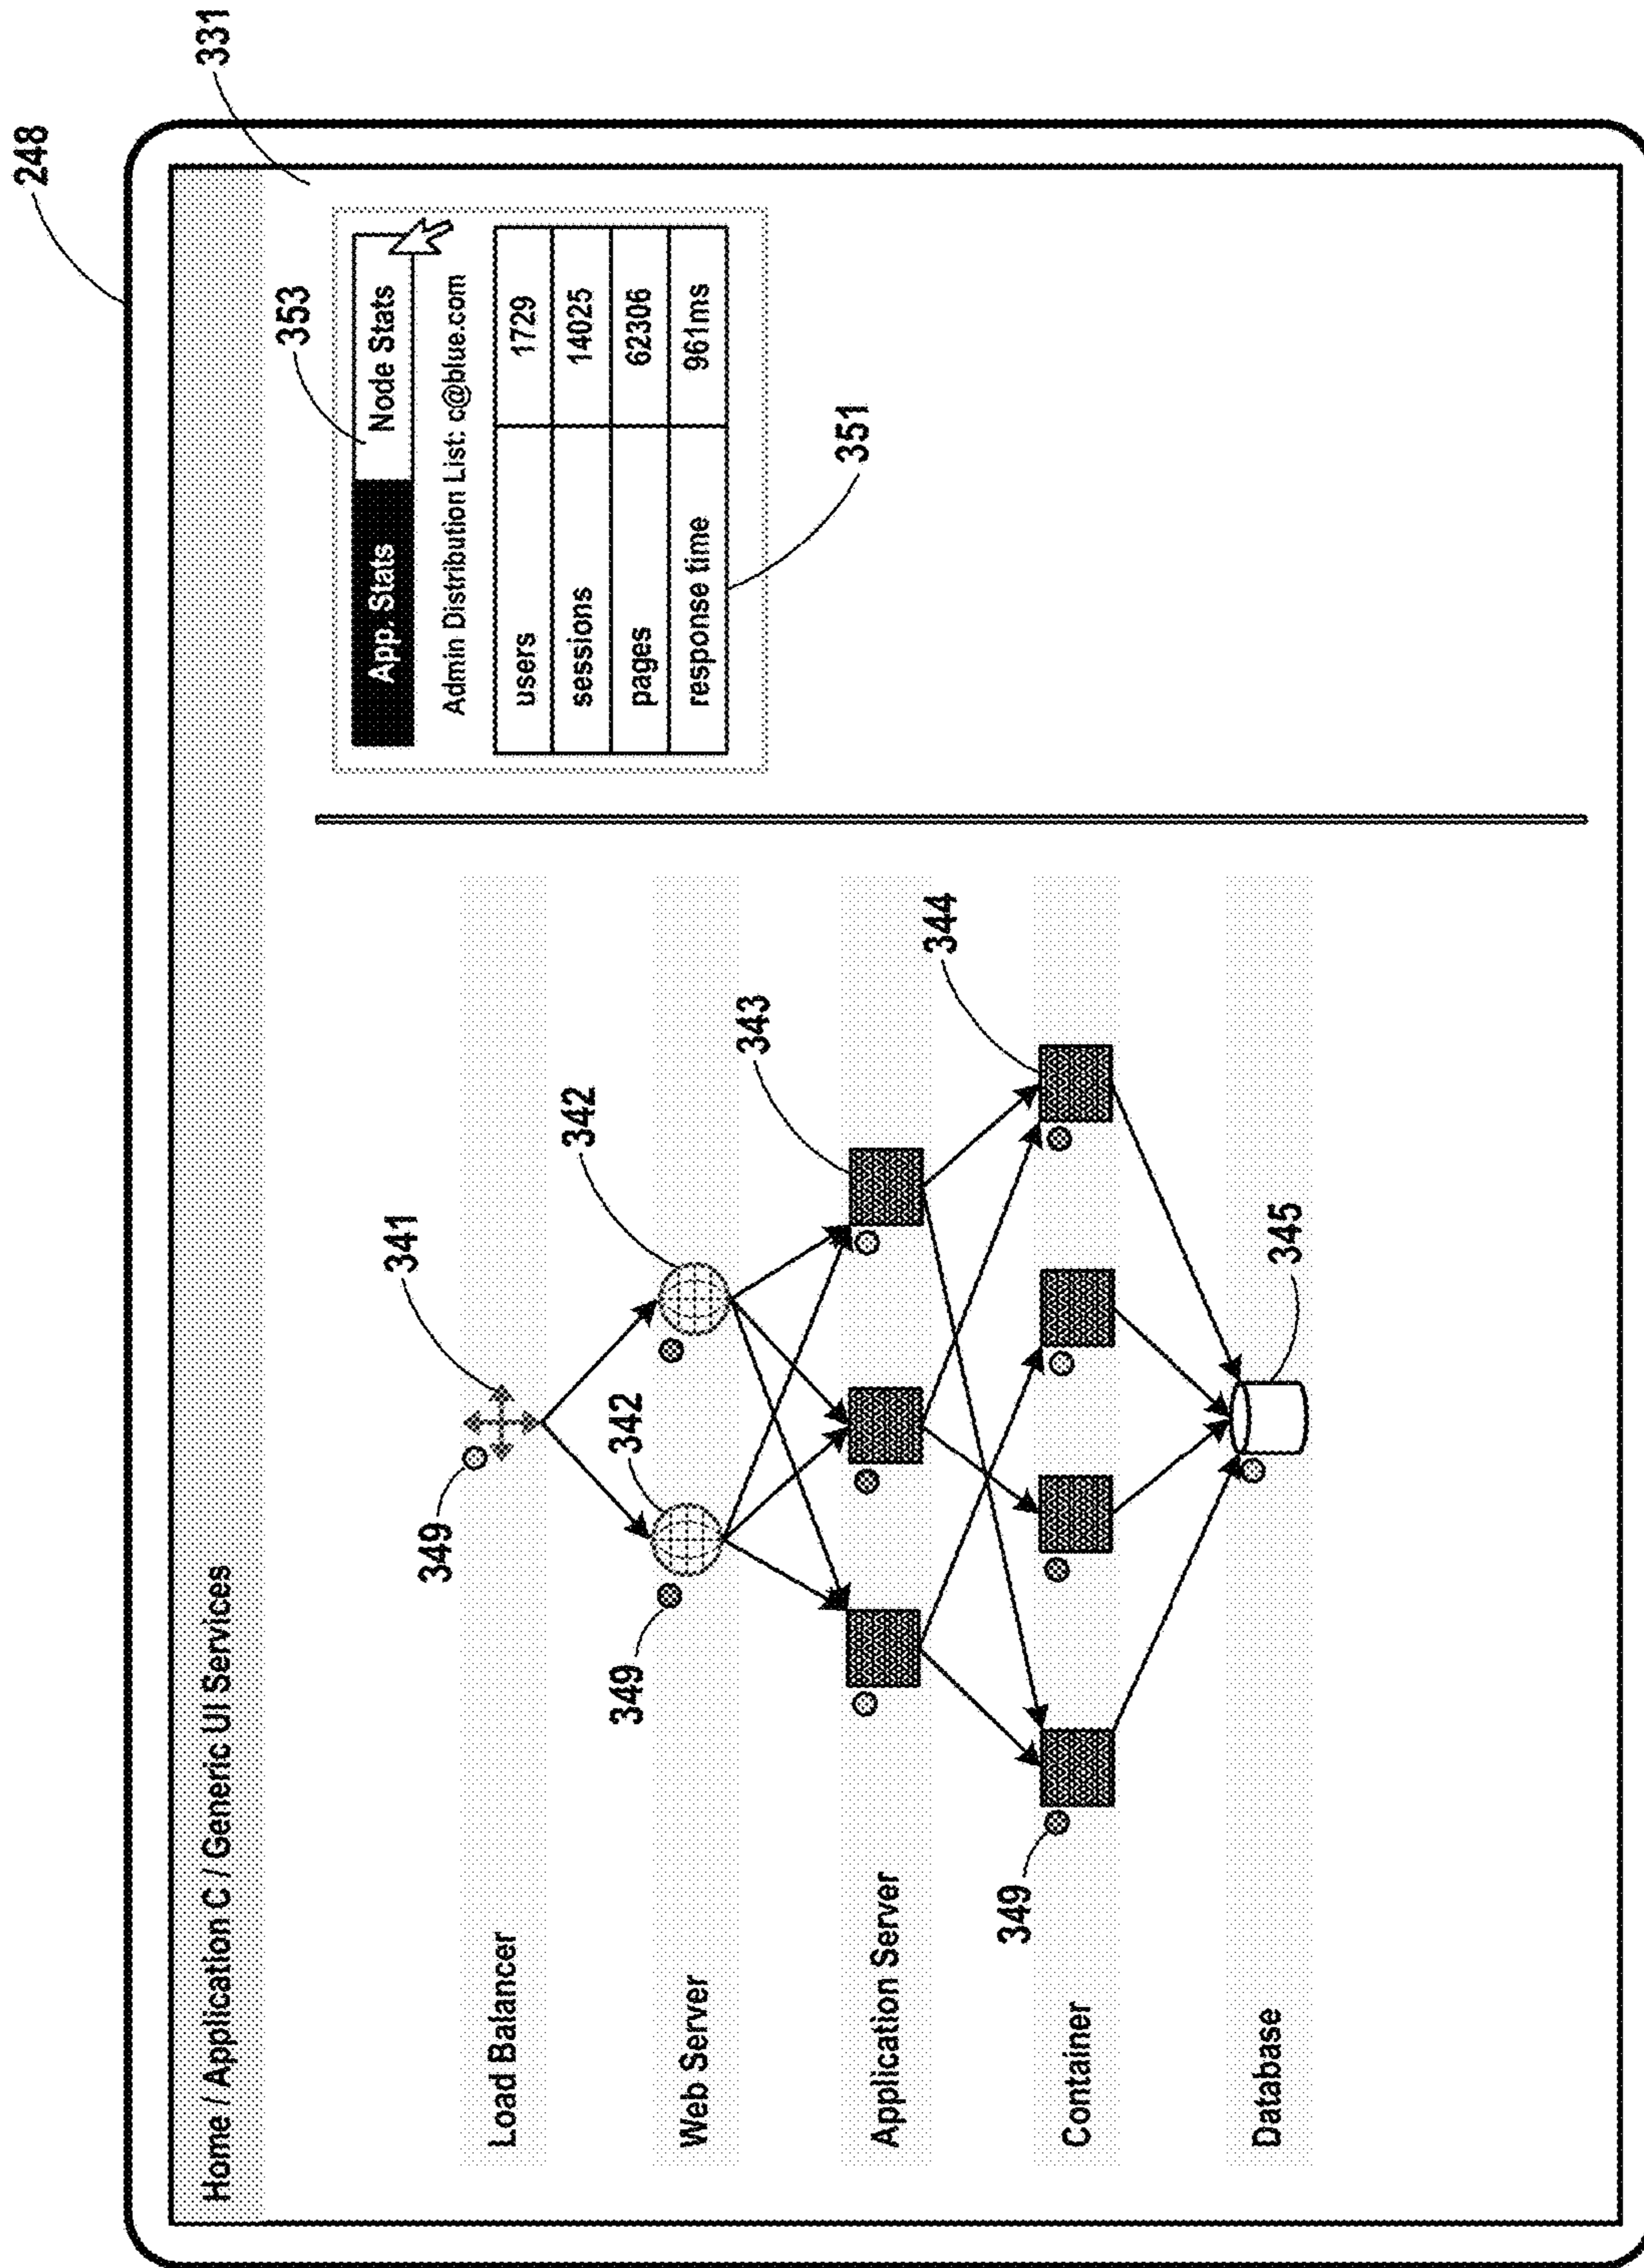 248
331
Home / Application C / Generic UI Services
353
App. Stats Node Stats
Admin Distribution List: c@blue.com
users 1729
sessions 14025
pages 62306
response time 961ms
351
349 341
Load Balancer
342
349 342
Web Server
343
Application Server
344
349
Container
345
Database